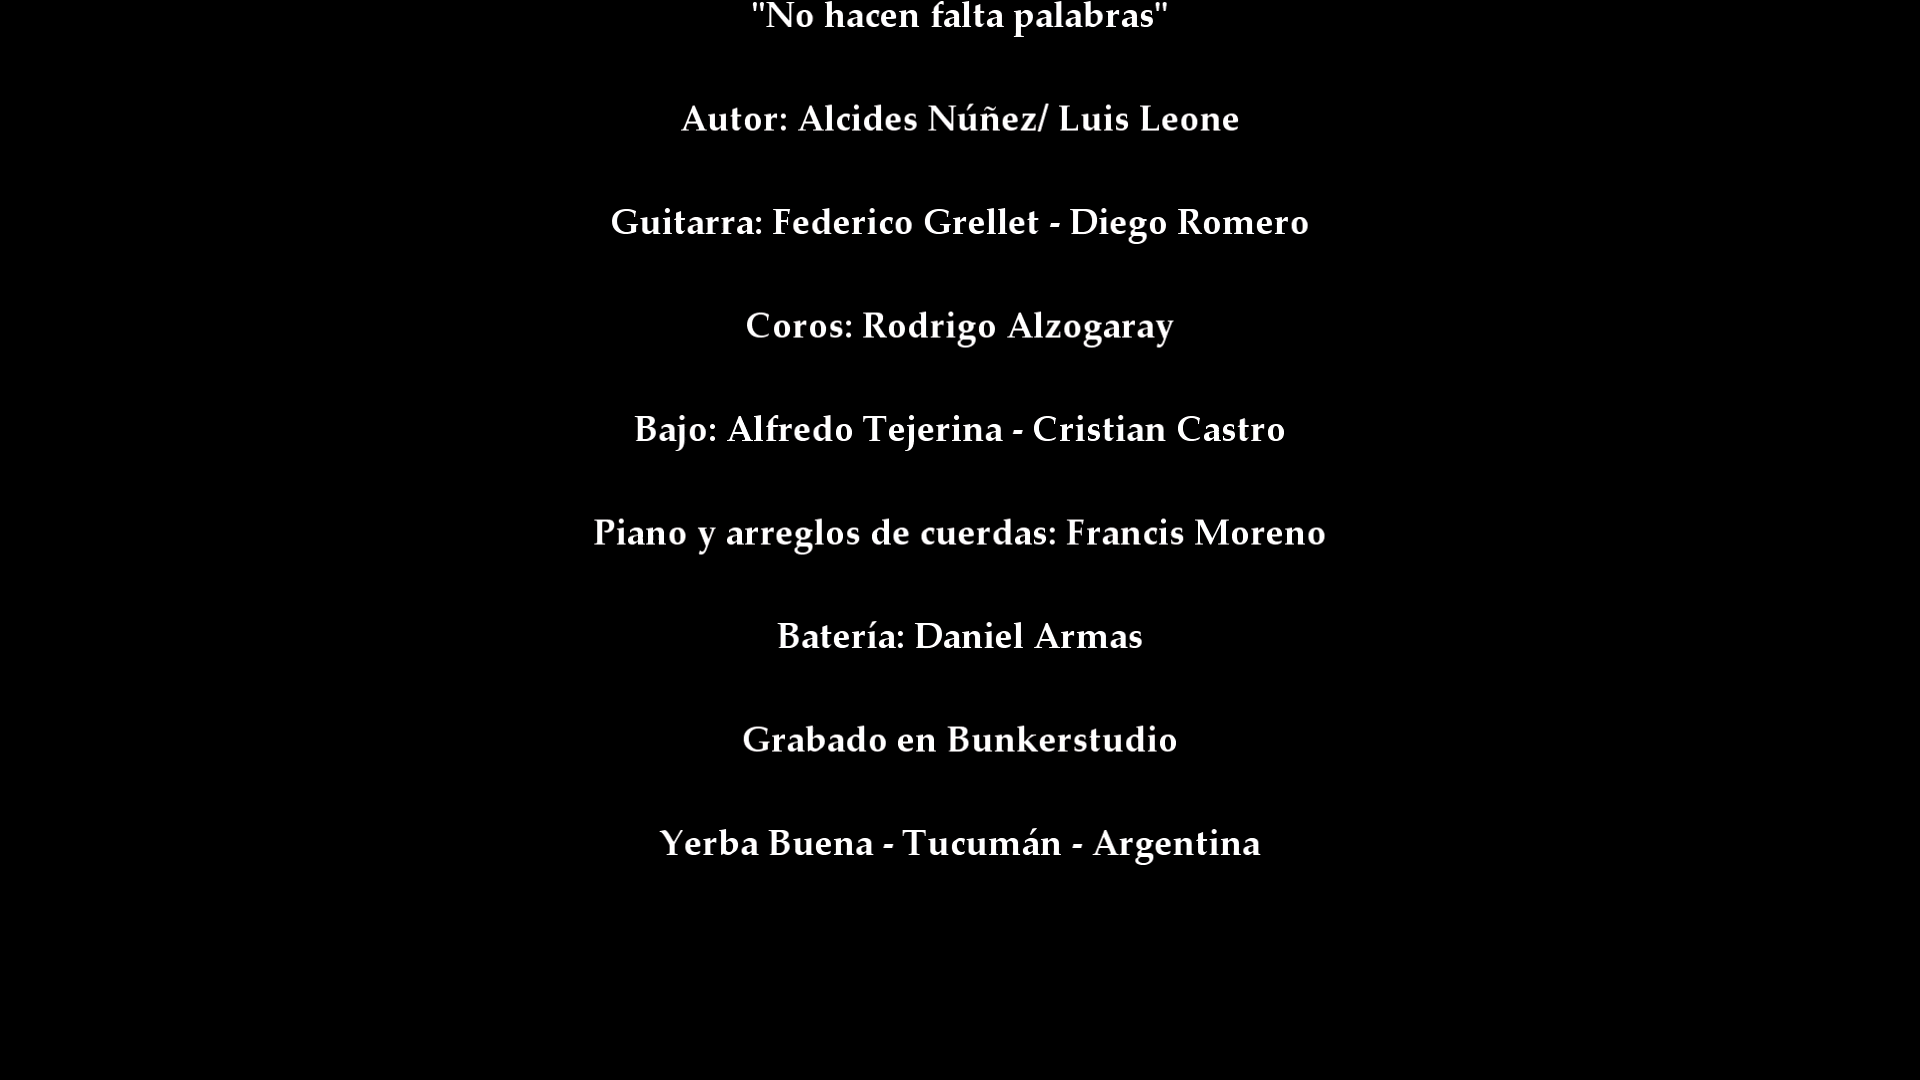 "No hacen falta palabras"
Autor: Alcides Núñez/ Luis Leone
Guitarra: Federico Grellet - Diego Romero
Coros: Rodrigo Alzogaray
Bajo: Alfredo Tejerina - Cristian Castro
Piano y arreglos de cuerdas: Francis Moreno
Batería: Daniel Armas
Grabado en Bunkerstudio
Yerba Buena - Tucumán - Argentina